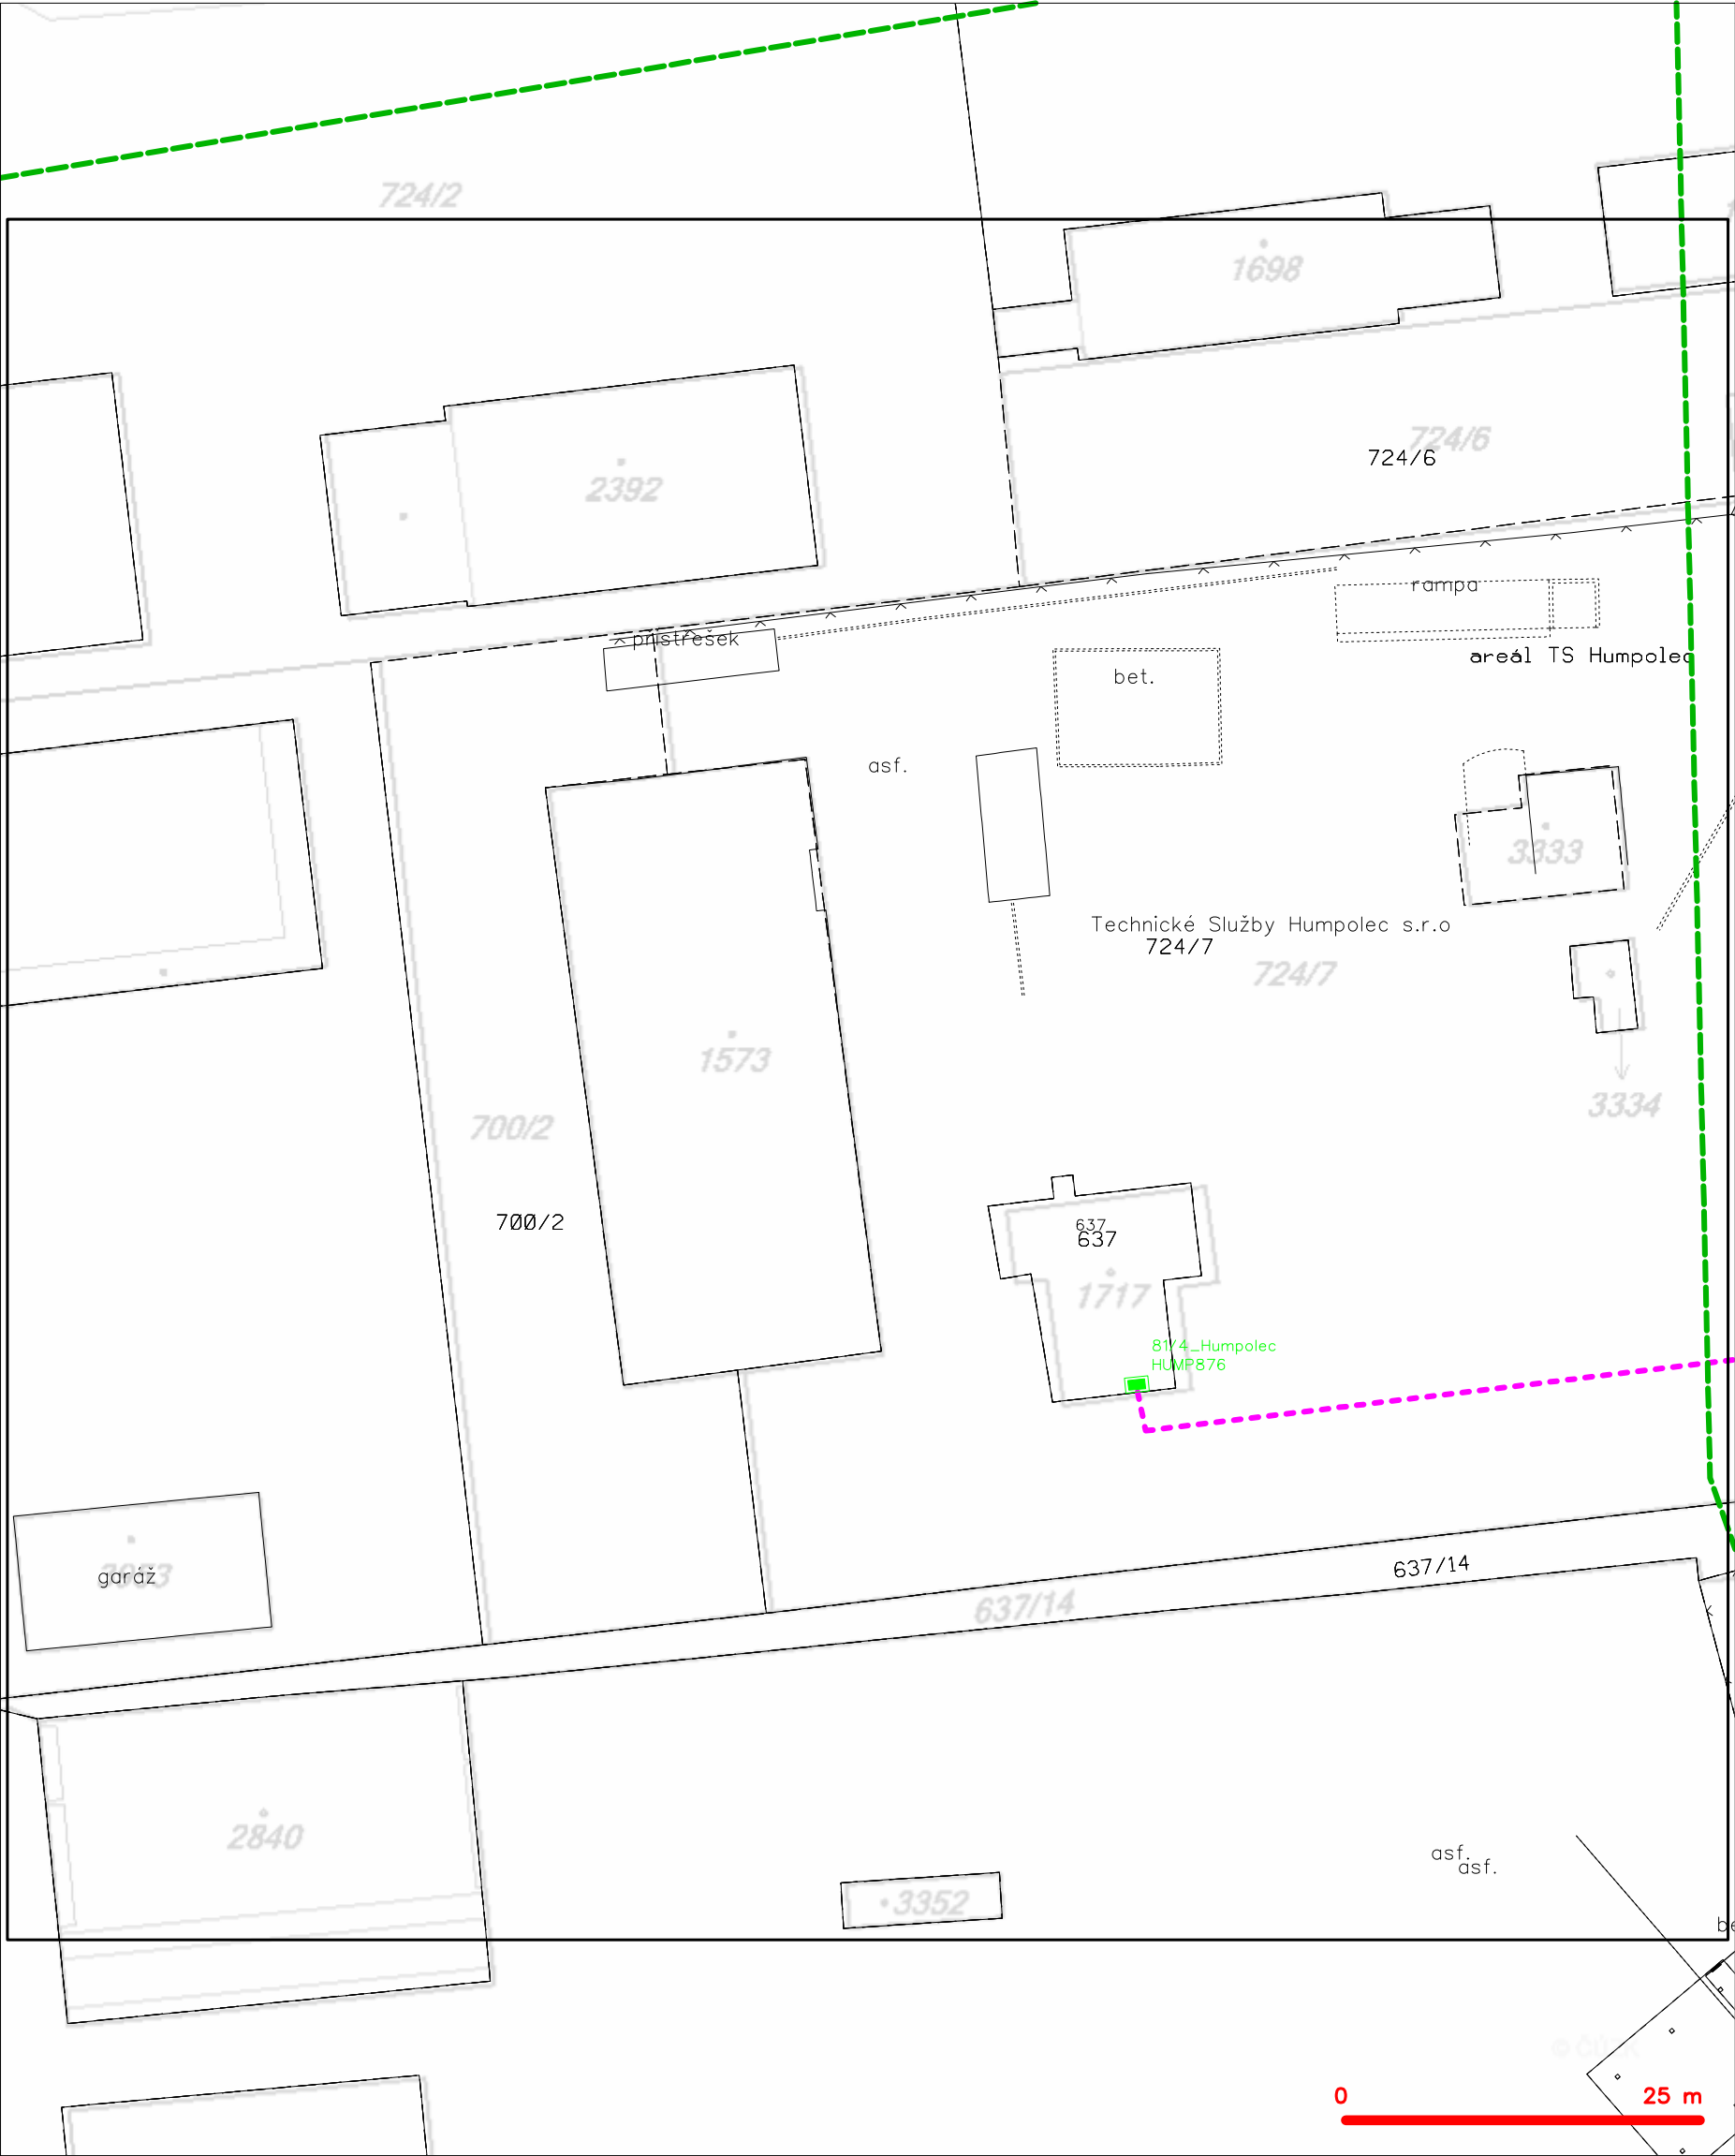 724/2
1698
724/6
724/6
2392
rampa
přístřešek
areál TS Humpolec
bet.
asf.
3333
Technické Služby Humpolec s.r.o
724/7
724/7
1573
3334
700/2
700/2
637
637
1717
81/4_Humpolec
HUMP876
637/14
garáž
637/14
2840
asf.
asf.
3352
0
25 m